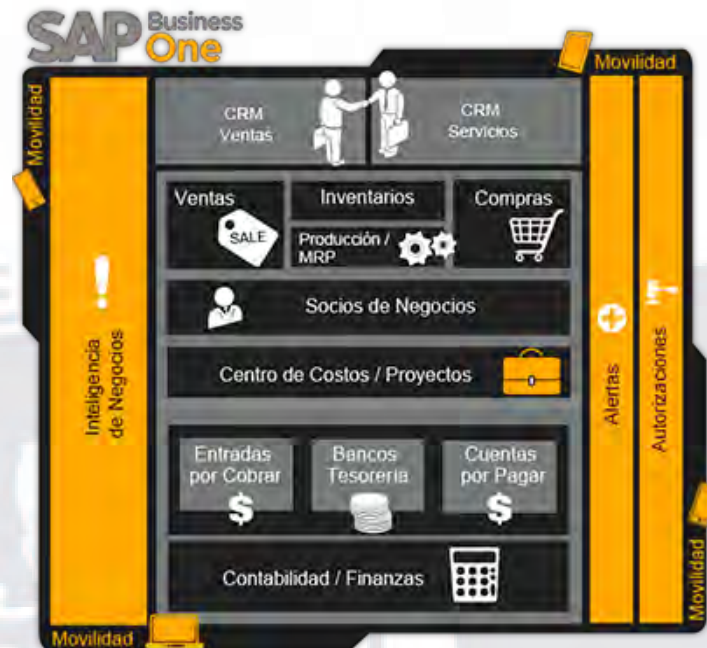 SAP Business
One
Movilidad
Movilidad
CRM
Ventas
CRM
Servicios
Ventas
SALE
Inventarios
Producción /
MRP
Compras
Socios de Negocios
Centro de Costos / Proyectos
Entradas
por Cobrar
$
Bancos
Tesorería
Cuentas
por Pagar
$
Contabilidad / Finanzas
Inteligencia
de Negocios
Alertas
Autorizaciones
Movilidad
Movilidad